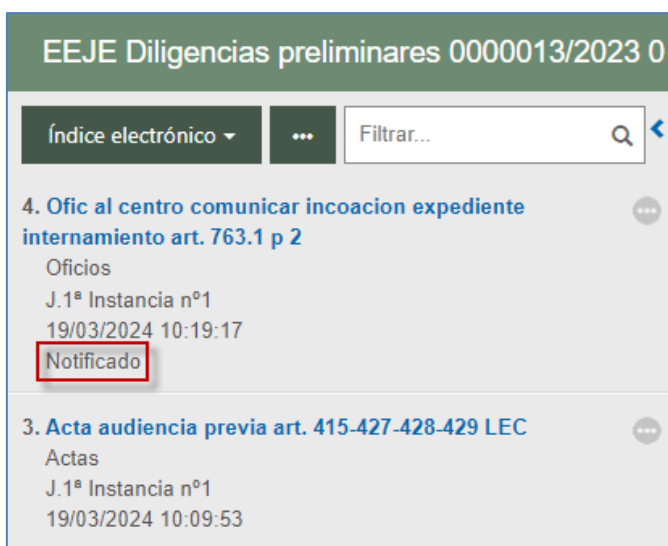 EEJE Diligencias preliminares 0000013/2023 0
Índice electrónico
Filtrar...
4. Ofic al centro comunicar incoacion expediente
internamiento art. 763.1 p 2
Oficios
J.1ª Instancia nº1
19/03/2024 10:19:17
Notificado
3. Acta audiencia previa art. 415-427-428-429 LEC
Actas
J.1ª Instancia nº1
19/03/2024 10:09:53